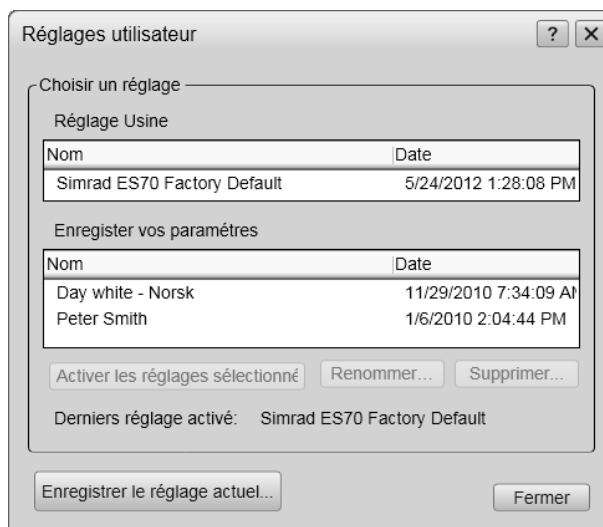 Réglages utilisateur
?
Choisir un réglage
Réglage Usine
Nom Date
Simrad ES70 Factory Default 5/24/2012 1:28:08 PM
Enregister vos paramétres
Nom Date
Day white - Norsk 11/29/2010 7:34:09 AM
Peter Smith 1/6/2010 2:04:44 PM
Activer les réglages sélectionné Renommer... Supprimer...
Derniers réglage activé: Simrad ES70 Factory Default
Enregistrer le réglage actuel... Fermer